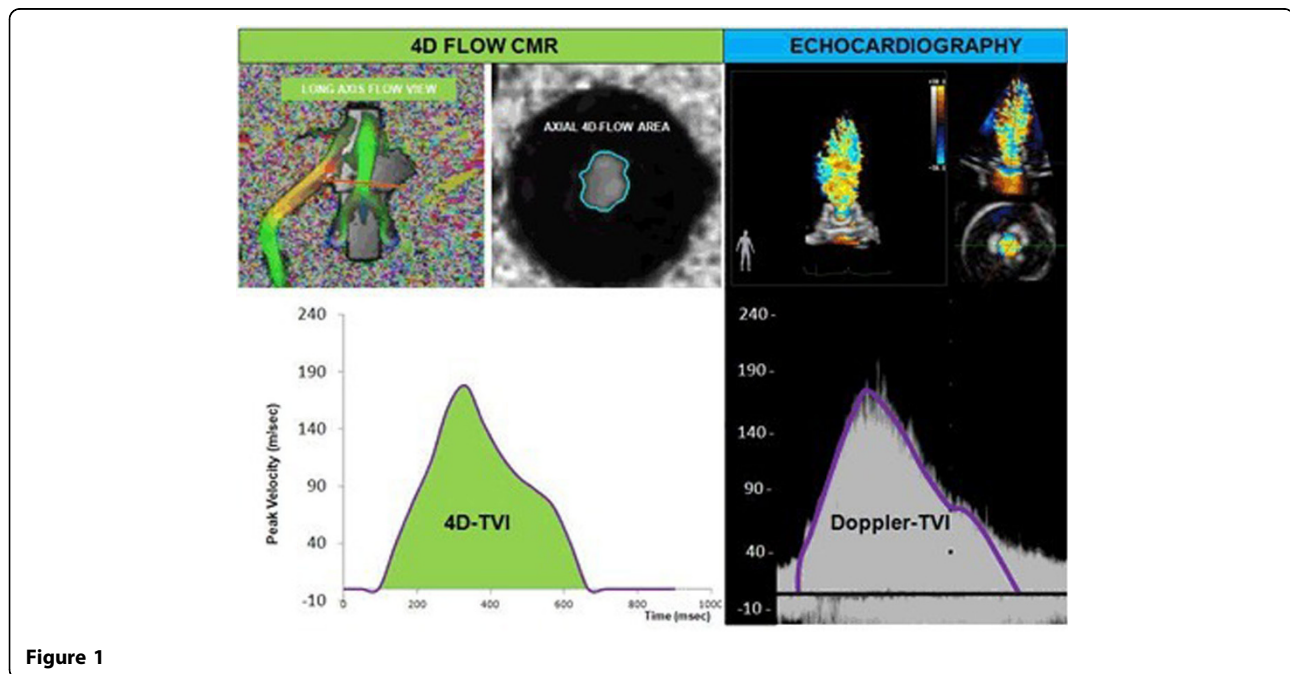 4D FLOW CMR
ECHOCARDIOGRAPHY
LONG AXIS FLOW VIEW
AXIAL 4D-FLOW AREA
240
190
140
90
40
-10
Peak Velocity (m/sec)
4D-TVI
0
200
400
600
800
1000
Time (msec)
240-
190-
140-
90-
40-
-10-
Doppler-TVI
Figure 1